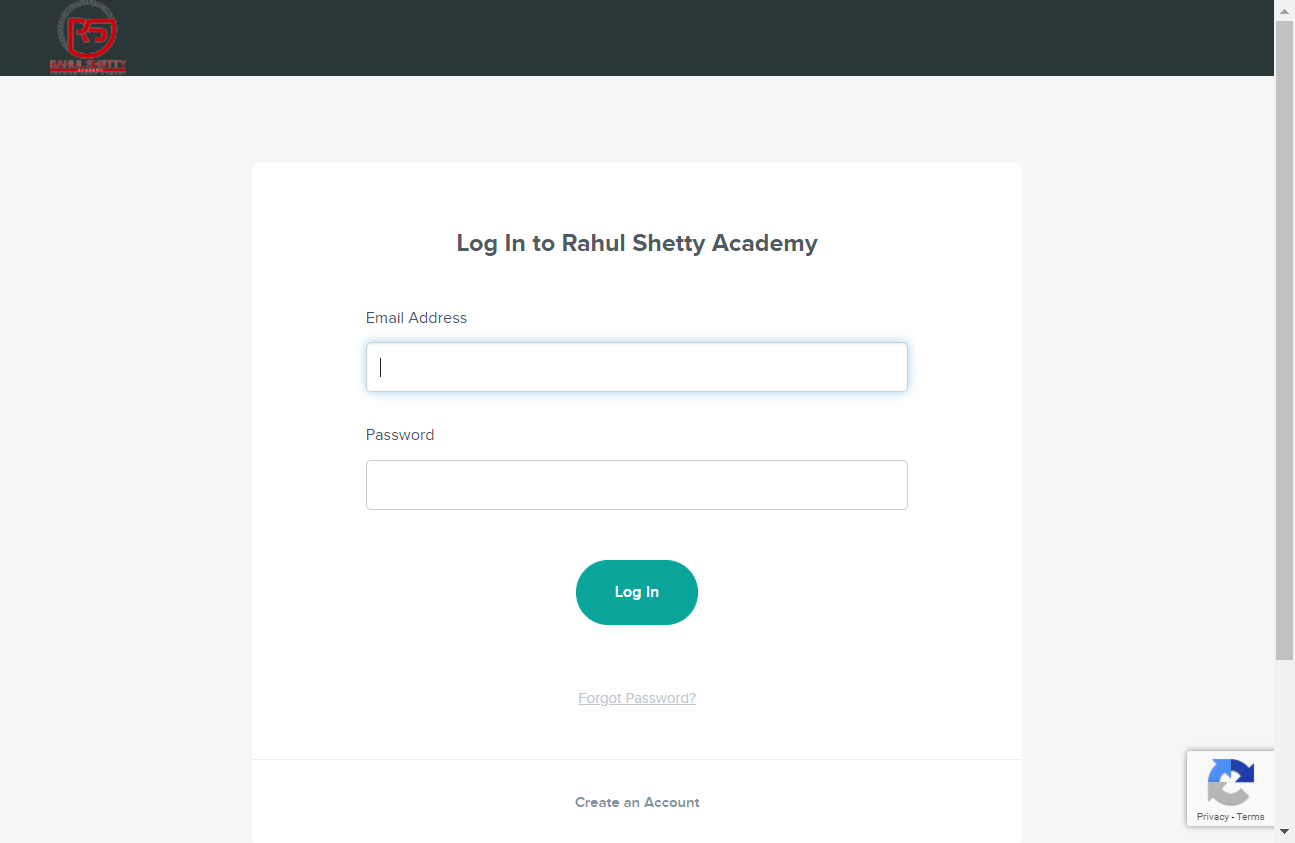 RAHUL SHETTY
ACADEMY
Log In to Rahul Shetty Academy
Email Address
Password
Log In
Forgot Password?
Create an Account
Privacy - Terms